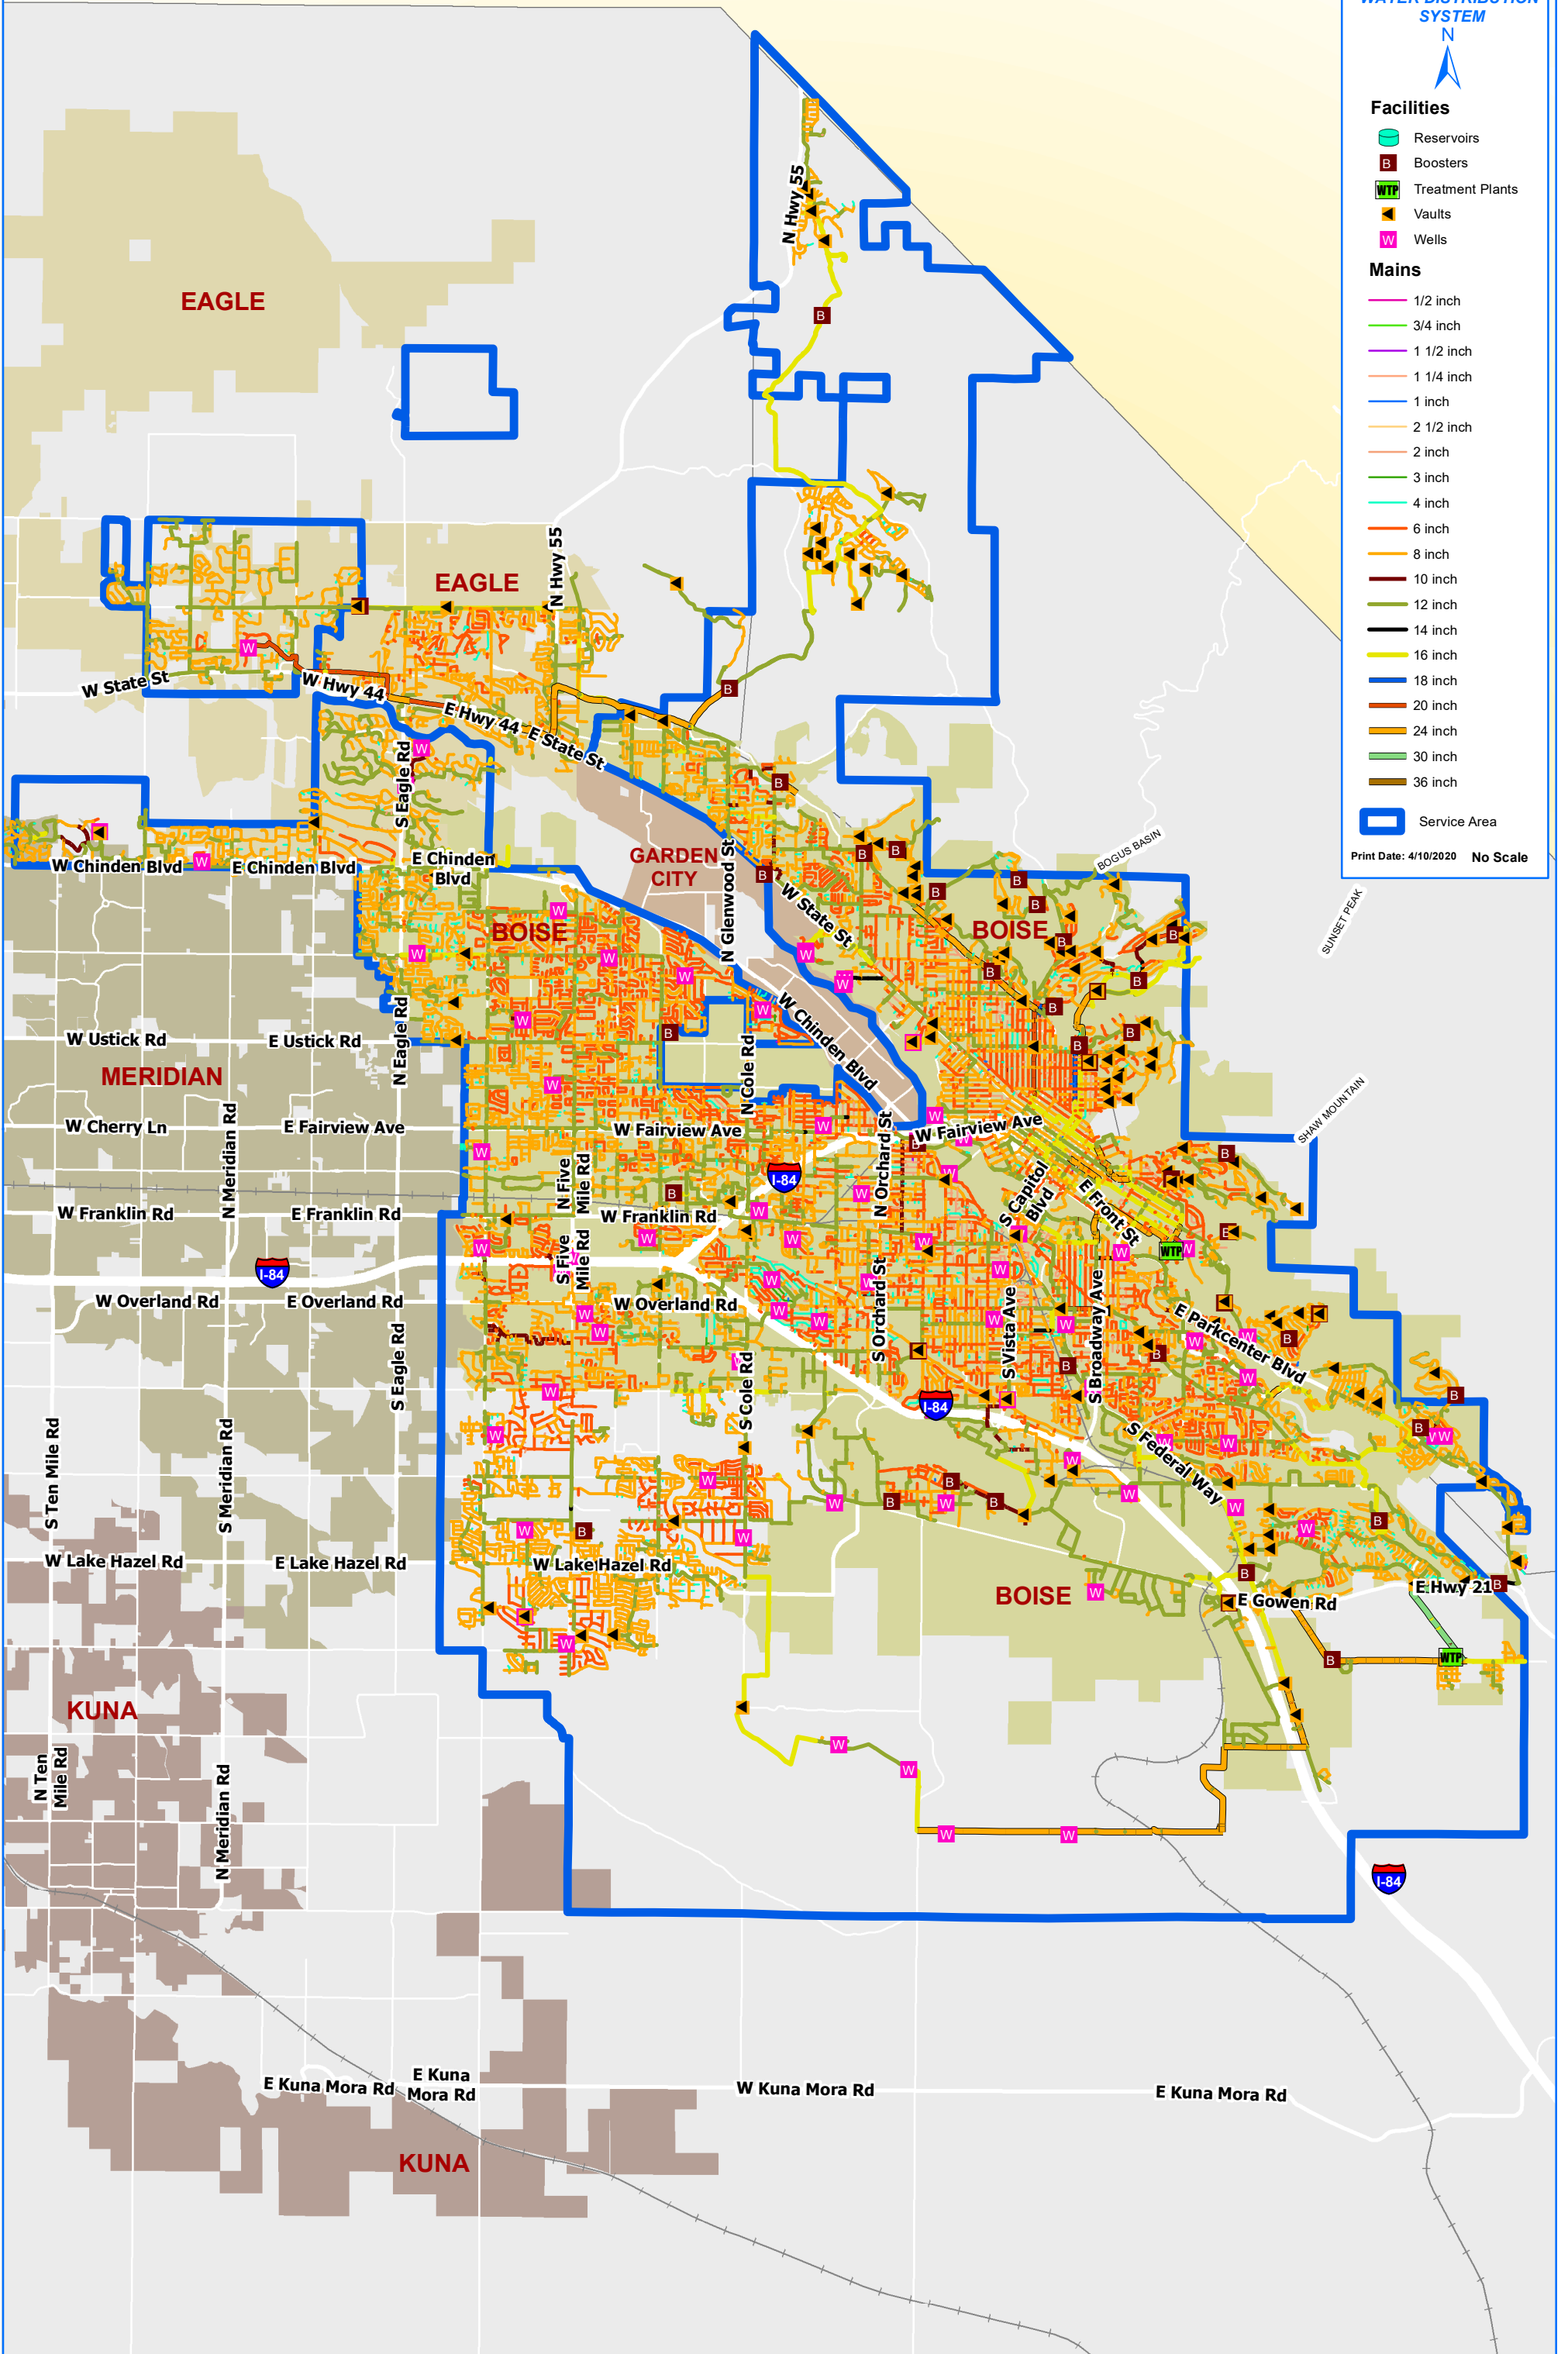 WATER DISTRIBUTION
SYSTEM
N
Facilities
Reservoirs
B Boosters
WTP Treatment Plants
Vaults
W Wells
Mains
1/2 inch
3/4 inch
1 1/2 inch
1 1/4 inch
1 inch
2 1/2 inch
2 inch
3 inch
4 inch
6 inch
8 inch
10 inch
12 inch
14 inch
16 inch
18 inch
20 inch
24 inch
30 inch
36 inch
Service Area
Print Date: 4/10/2020 No Scale
N Hwy 55
EAGLE
EAGLE
N Hwy 55
W State St
W Hwy 44
E Hwy 44
E State St
S Eagle Rd
W Chinden Blvd
E Chinden Blvd
E Chinden
Blvd
GARDEN
CITY
N Glenwood St
W State St
BOISE
BOISE
BOGUS BASIN
SUNSET PEAK
SHAW MOUNTAIN
W Ustick Rd
E Ustick Rd
N Eagle Rd
MERIDIAN
N Cole Rd
W Chinden Blvd
W Cherry Ln
N Meridian Rd
E Fairview Ave
W Fairview Ave
N Orchard St
W Fairview Ave
I-84
N Five
Mile Rd
W Franklin Rd
E Franklin Rd
W Franklin Rd
S Capitol
Blvd
E Front St
WTP
I-84
S Five
Mile Rd
W Overland Rd
E Overland Rd
W Overland Rd
S Orchard St
S Vista Ave
S Broadway Ave
E Parkcenter Blvd
S Eagle Rd
S Cole Rd
I-84
S Ten Mile Rd
S Meridian Rd
S Federal Way
W Lake Hazel Rd
E Lake Hazel Rd
W Lake Hazel Rd
BOISE
E Hwy 21
E Gowen Rd
WTP
KUNA
N Ten
Mile Rd
N Meridian Rd
I-84
E Kuna Mora Rd
E Kuna
Mora Rd
W Kuna Mora Rd
E Kuna Mora Rd
KUNA